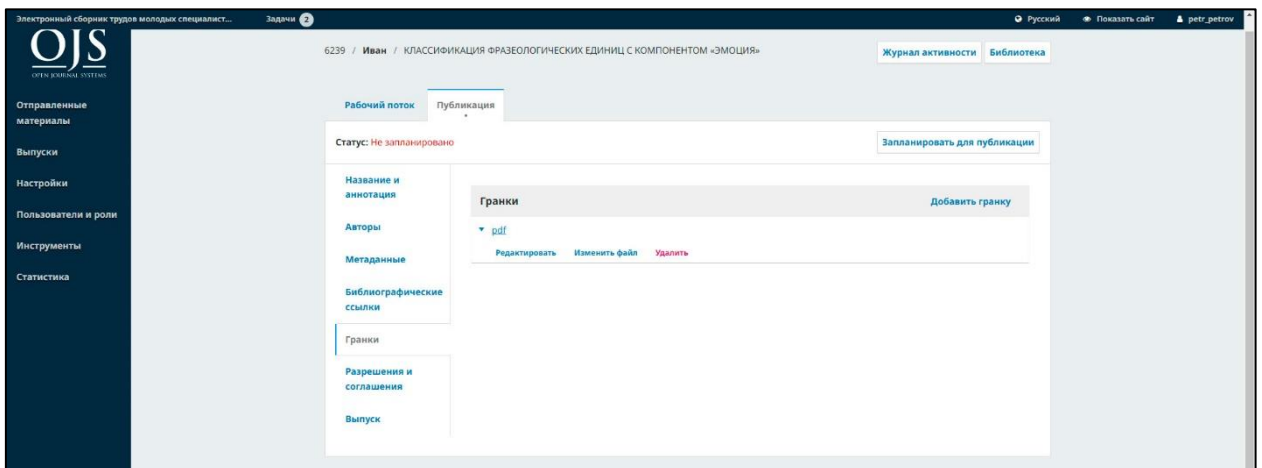 Электронный сборник трудов молодых специалист... Задачи 2 Русский Показать сайт petr_petrov
OJS
OPEN JOURNAL SYSTEMS
Отправленные
материалы
Выпуски
Настройки
Пользователи и роли
Инструменты
Статистика
6239 / Иван / КЛАССИФИКАЦИЯ ФРАЗЕОЛОГИЧЕСКИХ ЕДИНИЦ С КОМПОНЕНТОМ «ЭМОЦИЯ»
Журнал активности Библиотека
Рабочий поток Публикация
Статус: Не запланировано Запланировать для публикации
Название и
аннотация
Авторы
Метаданные
Библиографические
ссылки
Гранки
Разрешения и
соглашения
Выпуск
Гранки Добавить гранку
pdf
Редактировать Изменить файл Удалить